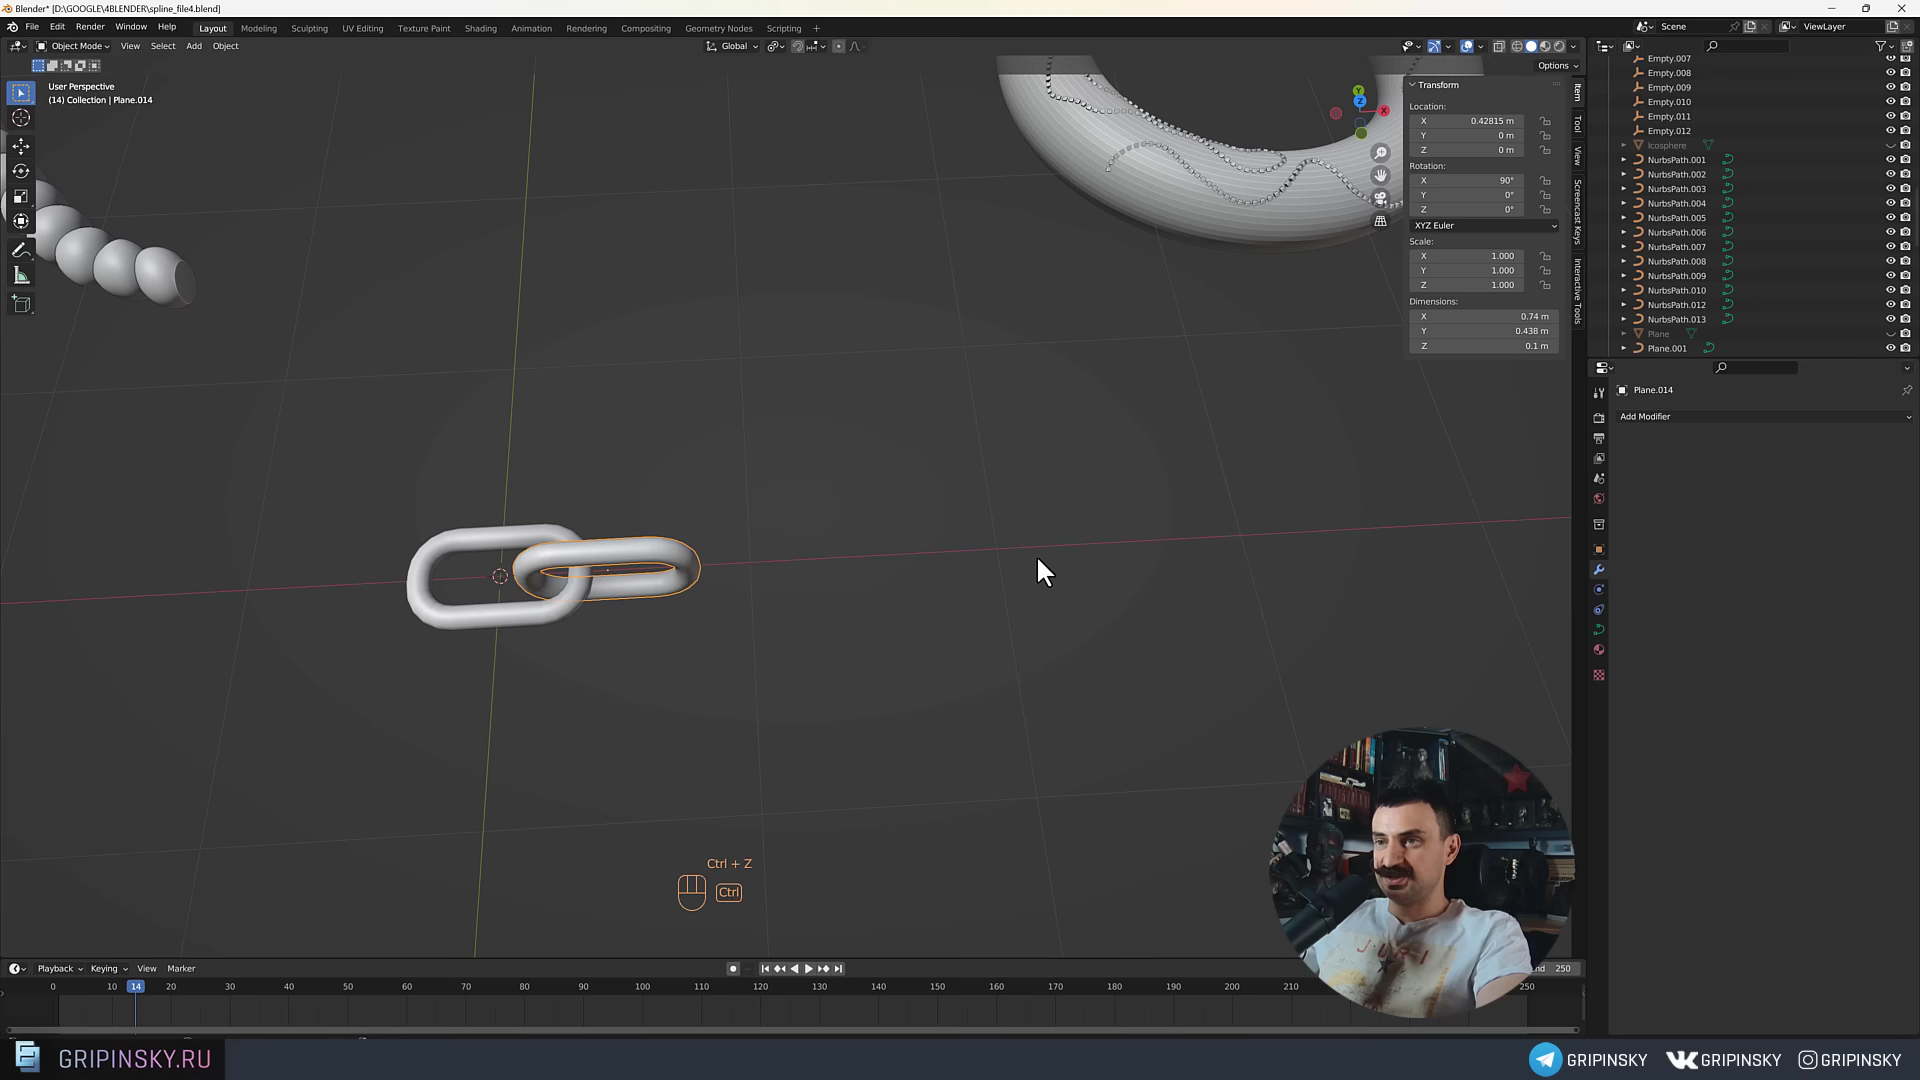 Blender* [D:\GOOGLE\4BLENDER\spline_file4.blend]
File Edit Render Window Help Layout Modeling Sculpting UV Editing Texture Paint Shading Animation Rendering Compositing Geometry Nodes Scripting + Scene ViewLayer
Object Mode View Select Add Object Global
Options
User Perspective
(14) Collection | Plane.014
Transform
Location:
X 0.42815 m
Y 0 m
Z 0 m
Rotation:
X 90°
Y 0°
Z 0°
XYZ Euler
Scale:
X 1.000
Y 1.000
Z 1.000
Dimensions:
X 0.74 m
Y 0.438 m
Z 0.1 m
Item
Tool
View
Screencast Keys
Interactive Tools
Empty.007
Empty.008
Empty.009
Empty.010
Empty.011
Empty.012
Icosphere
NurbsPath.001
NurbsPath.002
NurbsPath.003
NurbsPath.004
NurbsPath.005
NurbsPath.006
NurbsPath.007
NurbsPath.008
NurbsPath.009
NurbsPath.010
NurbsPath.012
NurbsPath.013
Plane
Plane.001
Plane.014
Add Modifier
Y
Z
X
Ctrl + Z
Ctrl
Playback Keying View Marker
250
0 10 14 20 30 40 50 60 70 80 90 100 110 120 130 140 150 160 170 180 190 200 210 250
GRIPINSKY.RU
GRIPINSKY GRIPINSKY GRIPINSKY